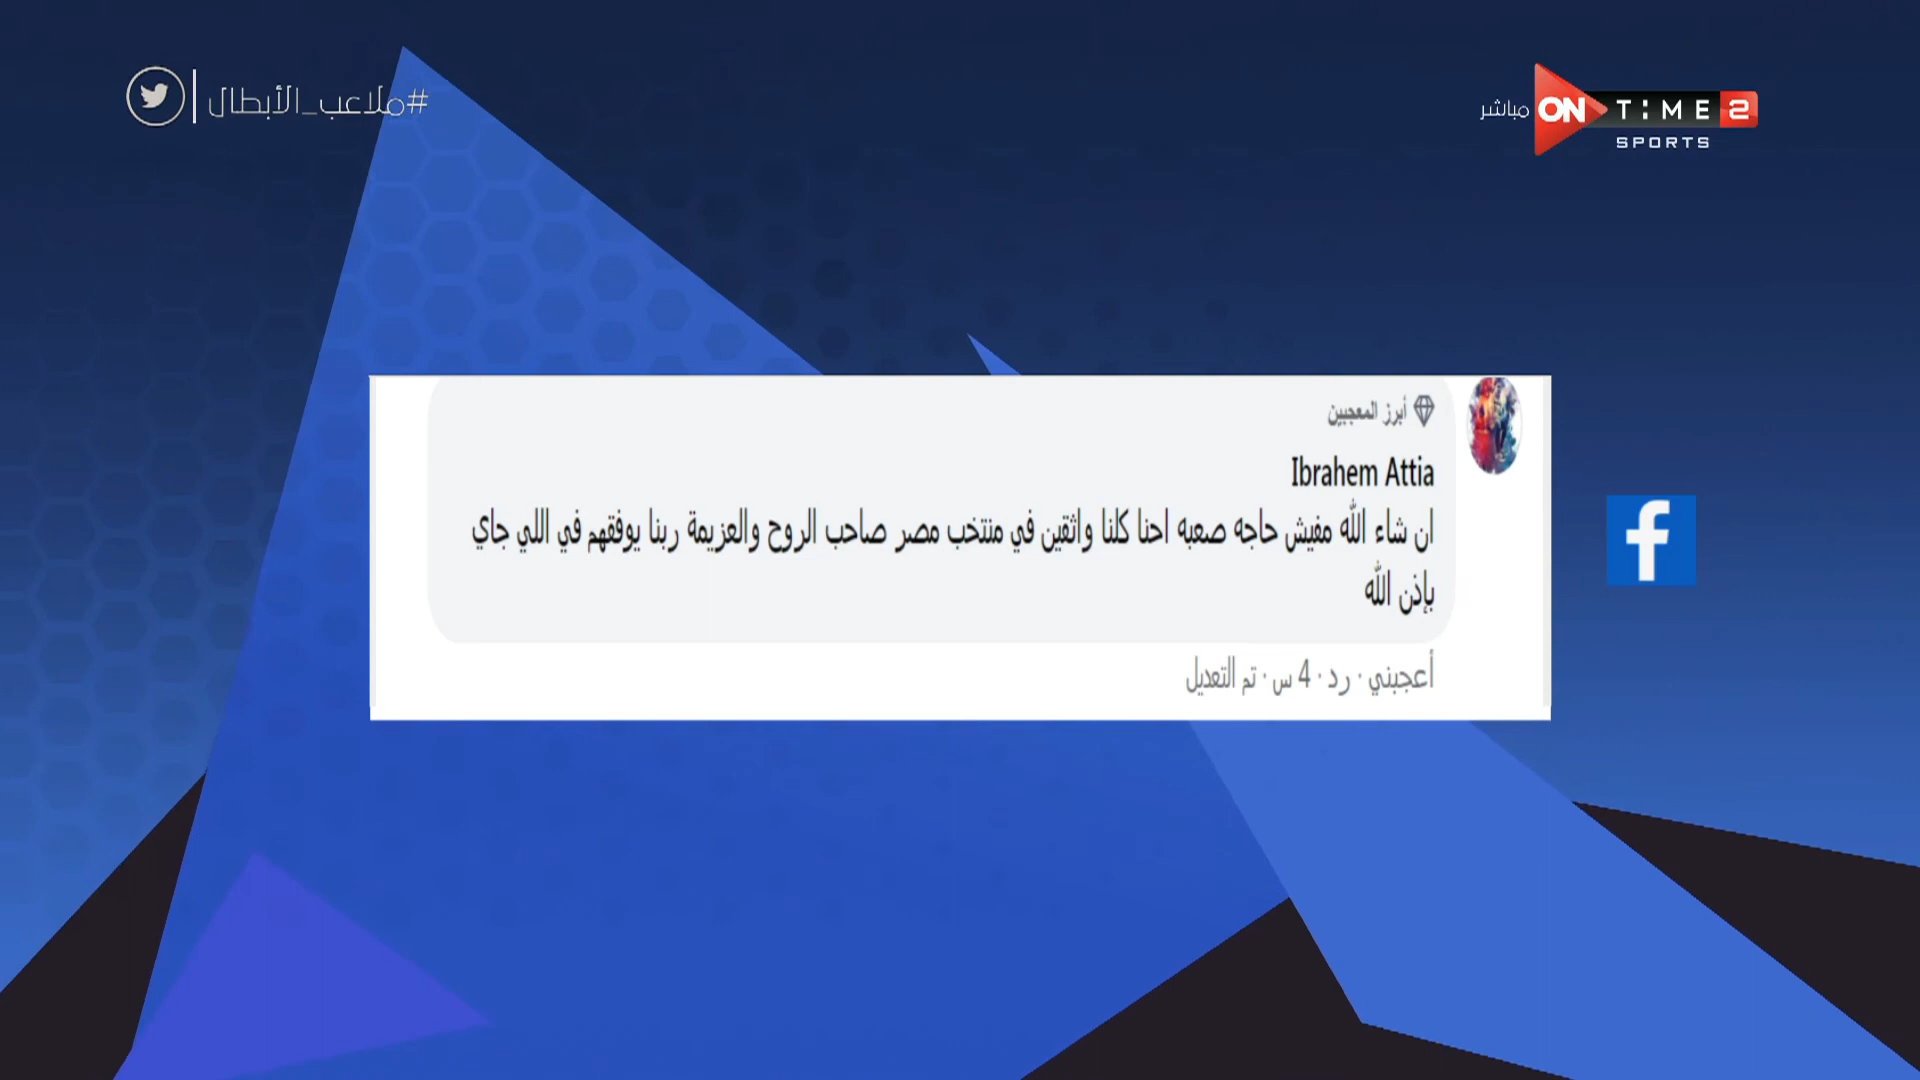 #ملاعب_الأبطال
مباشر ON TIME 2
SPORTS
أبرز المعجبين
Ibrahem Attia
ان شاء الله مفيش حاجه صعبه احنا كلنا واثقين في منتخب مصر صاحب الروح والعزيمة ربنا يوفقهم في اللي جاي
بإذن الله
أعجبني · رد · 4 س · تم التعديل